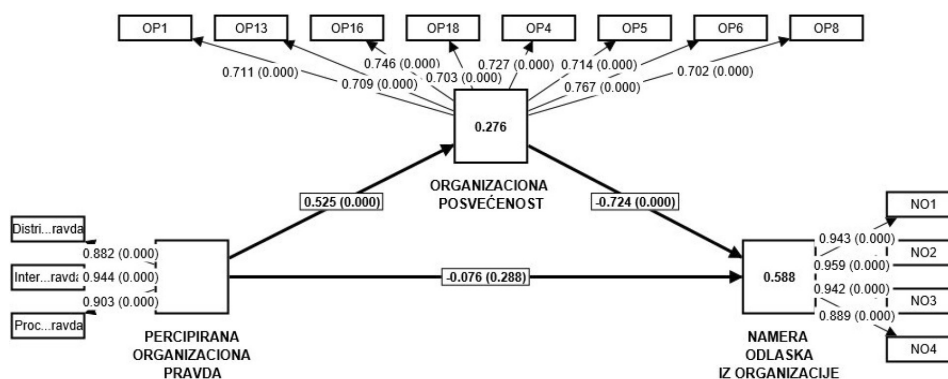 OP1 OP13 OP16 OP18 OP4 OP5 OP6 OP8
0.711 (0.000)
0.709 (0.000)
0.746 (0.000)
0.703 (0.000)
0.727 (0.000)
0.714 (0.000)
0.767 (0.000)
0.702 (0.000)
0.276
ORGANIZACIONA
POSVEĆENOST
0.525 (0.000)
-0.724 (0.000)
-0.076 (0.288)
Distri...ravda
Inter...ravda
Proc...ravda
0.882 (0.000)
0.944 (0.000)
0.903 (0.000)
PERCIPIRANA
ORGANIZACIONA
PRAVDA
0.588
NAMERA
ODLASKA
IZ ORGANIZACIJE
0.943 (0.000)
0.959 (0.000)
0.942 (0.000)
0.889 (0.000)
NO1
NO2
NO3
NO4